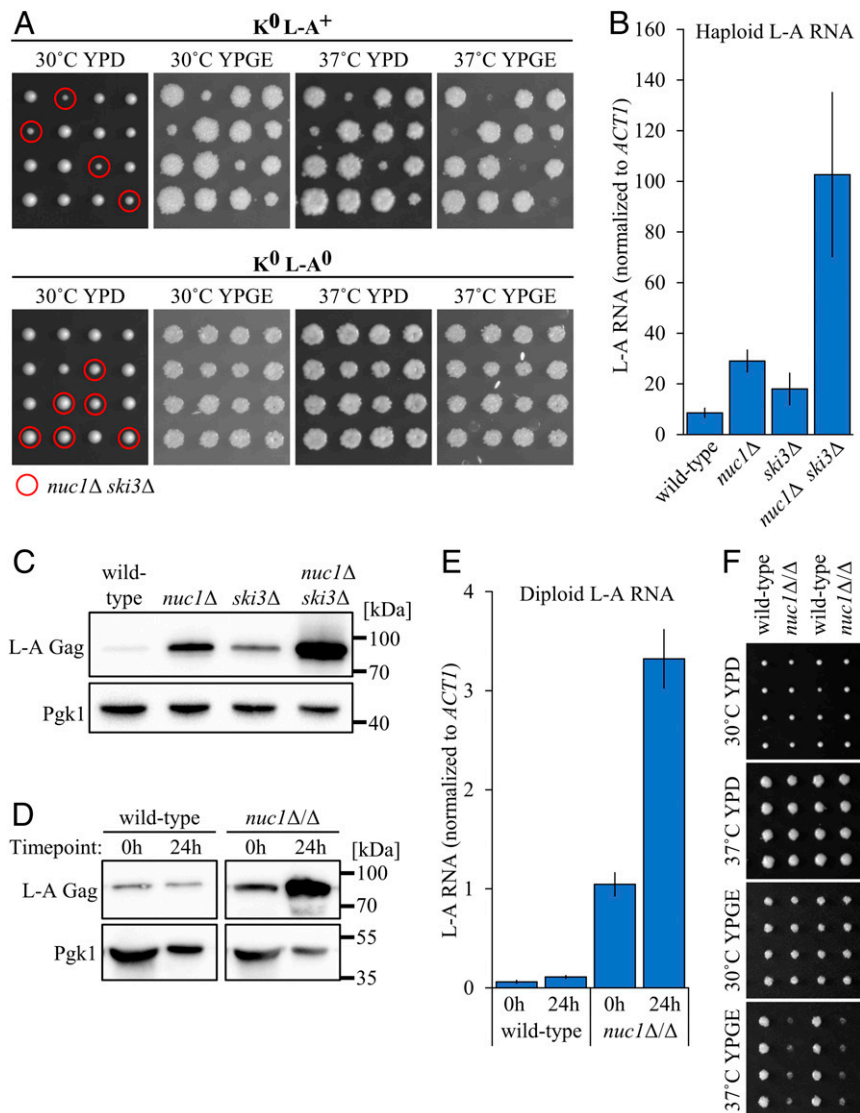 A
K⁰ L-A⁺
30˚C YPD 30˚C YPGE 37˚C YPD 37˚C YPGE
K⁰ L-A⁰
30˚C YPD 30˚C YPGE 37˚C YPD 37˚C YPGE
nuc1Δ ski3Δ
B
Haploid L-A RNA
L-A RNA (normalized to ACT1)
160
140
120
100
80
60
40
20
0
wild-type
nuc1Δ
ski3Δ
nuc1Δ ski3Δ
C
wild-
type
nuc1Δ
ski3Δ
nuc1Δ
ski3Δ
[kDa]
L-A Gag
100
70
Pgk1
40
D
wild-type nuc1Δ/Δ
Timepoint: 0h 24h 0h 24h [kDa]
L-A Gag
100
70
Pgk1
55
35
E
Diploid L-A RNA
L-A RNA (normalized to ACT1)
4
3
2
1
0
0h 24h 0h 24h
wild-type nuc1Δ/Δ
F
wild-type
nuc1Δ/Δ
wild-type
nuc1Δ/Δ
30˚C YPD
37˚C YPD
30˚C YPGE
37˚C YPGE